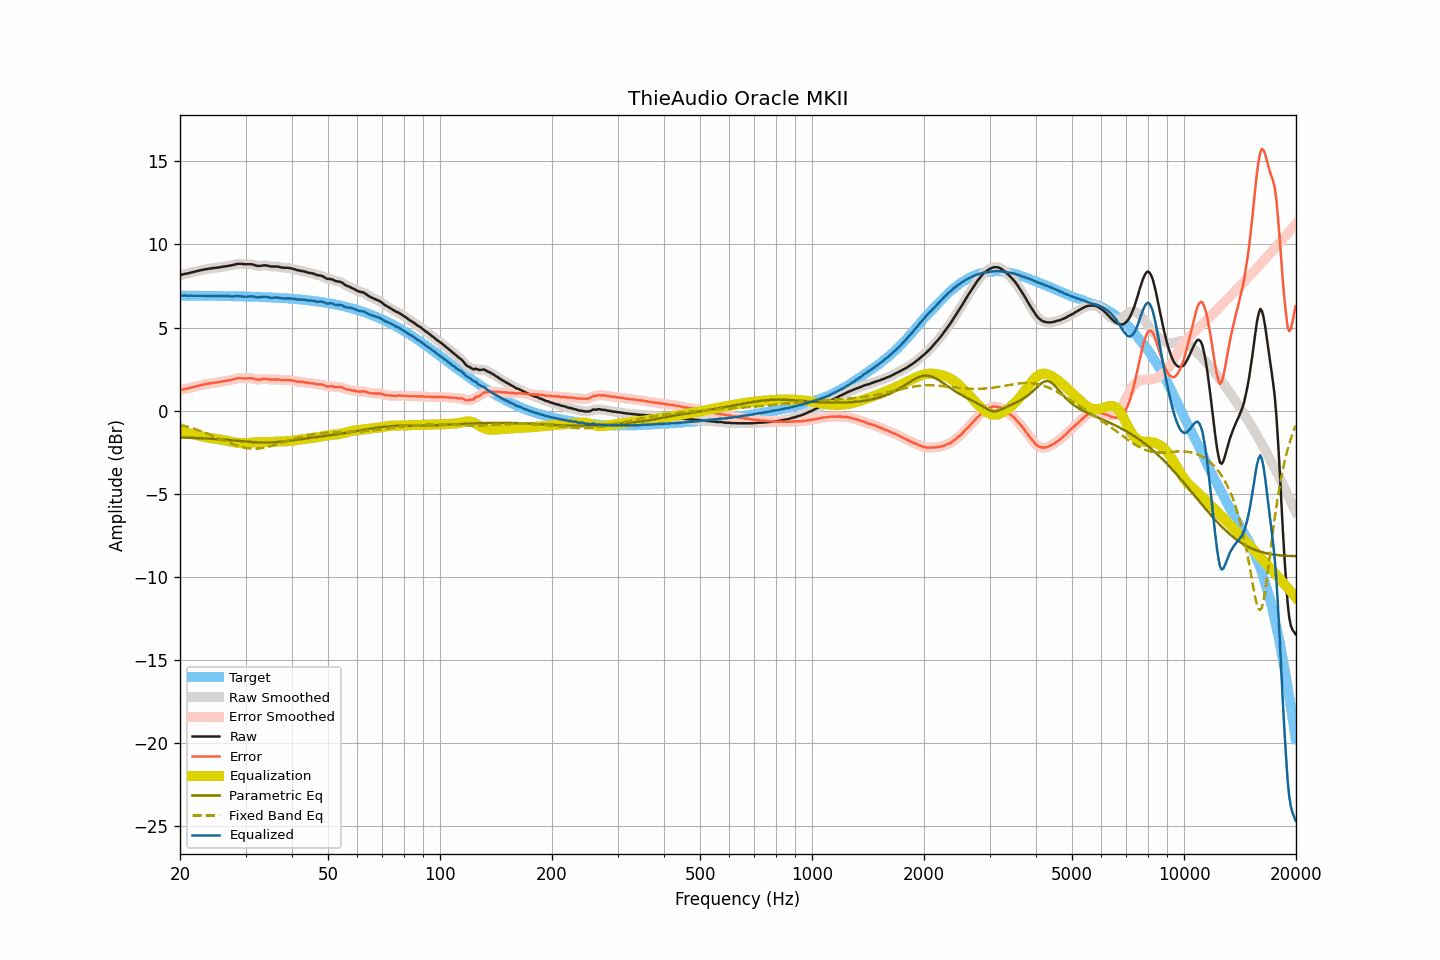 ThieAudio Oracle MKII
15
10
5
0
−5
−10
−15
−20
−25
Amplitude (dBr)
Target
Raw Smoothed
Error Smoothed
Raw
Error
Equalization
Parametric Eq
Fixed Band Eq
Equalized
20 50 100 200 500 1000 2000 5000 10000 20000
Frequency (Hz)